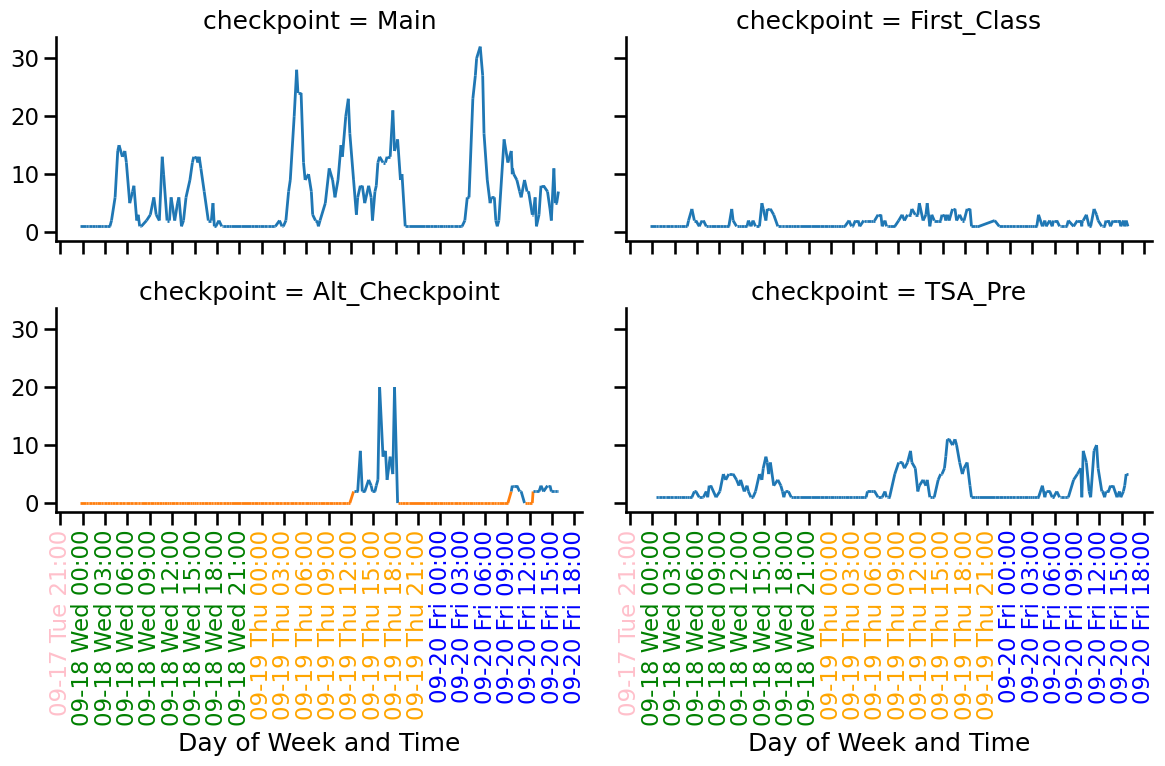 checkpoint = Main
checkpoint = First_Class
30
20
10
0
checkpoint = Alt_Checkpoint
checkpoint = TSA_Pre
30
20
10
0
09-17 Tue 21:00
09-18 Wed 00:00
09-18 Wed 03:00
09-18 Wed 06:00
09-18 Wed 09:00
09-18 Wed 12:00
09-18 Wed 15:00
09-18 Wed 18:00
09-18 Wed 21:00
09-19 Thu 00:00
09-19 Thu 03:00
09-19 Thu 06:00
09-19 Thu 09:00
09-19 Thu 12:00
09-19 Thu 15:00
09-19 Thu 18:00
09-19 Thu 21:00
09-20 Fri 00:00
09-20 Fri 03:00
09-20 Fri 06:00
09-20 Fri 09:00
09-20 Fri 12:00
09-20 Fri 15:00
09-20 Fri 18:00
Day of Week and Time
09-17 Tue 21:00
09-18 Wed 00:00
09-18 Wed 03:00
09-18 Wed 06:00
09-18 Wed 09:00
09-18 Wed 12:00
09-18 Wed 15:00
09-18 Wed 18:00
09-18 Wed 21:00
09-19 Thu 00:00
09-19 Thu 03:00
09-19 Thu 06:00
09-19 Thu 09:00
09-19 Thu 12:00
09-19 Thu 15:00
09-19 Thu 18:00
09-19 Thu 21:00
09-20 Fri 00:00
09-20 Fri 03:00
09-20 Fri 06:00
09-20 Fri 09:00
09-20 Fri 12:00
09-20 Fri 15:00
09-20 Fri 18:00
Day of Week and Time